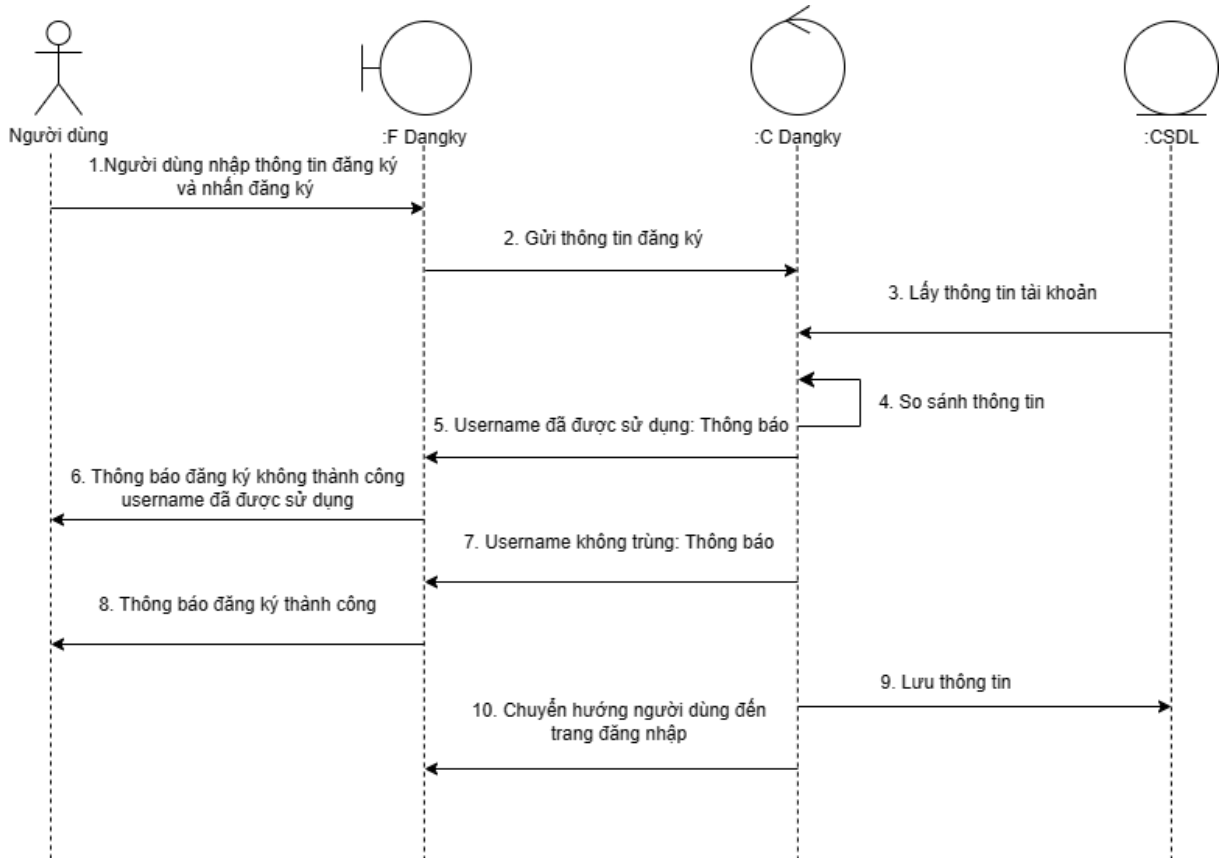 Người dùng
:F Dangky
:C Dangky
:CSDL
1.Người dùng nhập thông tin đăng ký
và nhấn đăng ký
2. Gửi thông tin đăng ký
3. Lấy thông tin tài khoản
4. So sánh thông tin
5. Username đã được sử dụng: Thông báo
6. Thông báo đăng ký không thành công
username đã được sử dụng
7. Username không trùng: Thông báo
8. Thông báo đăng ký thành công
9. Lưu thông tin
10. Chuyển hướng người dùng đến
trang đăng nhập